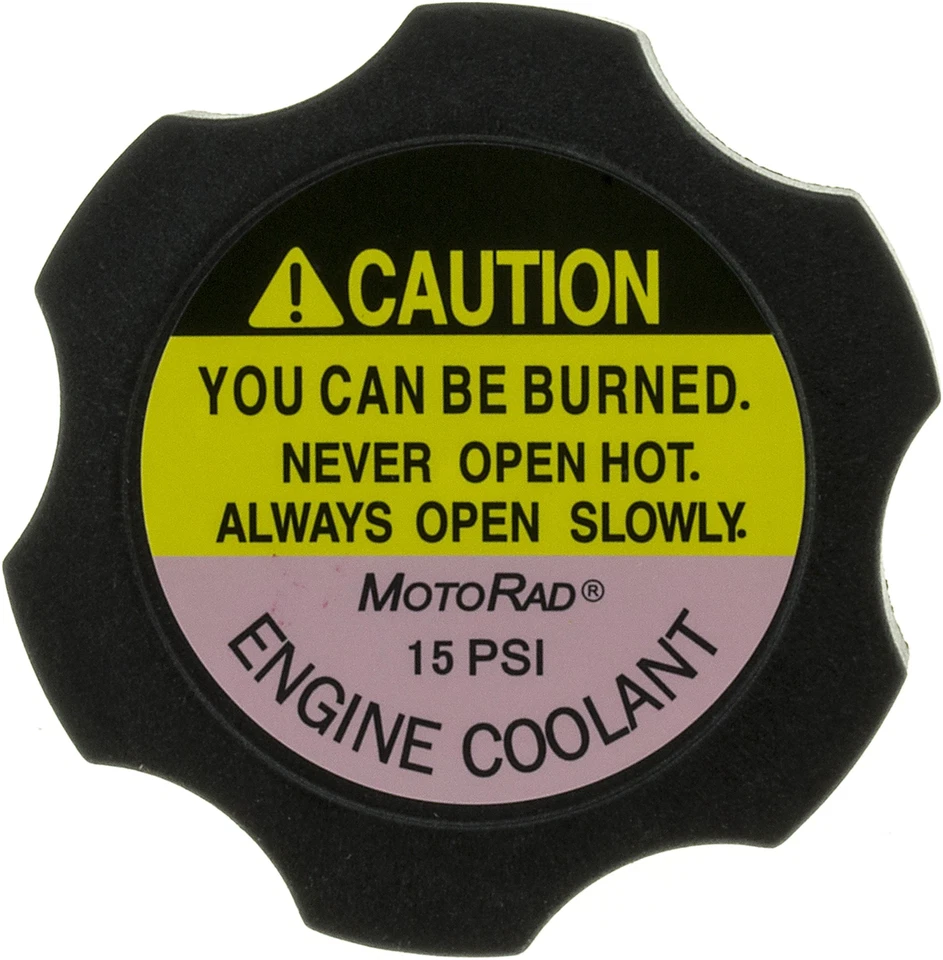 CAUTION
YOU CAN BE BURNED.
NEVER OPEN HOT.
ALWAYS OPEN SLOWLY.
MOTORAD®
15 PSI
ENGINE COOLANT